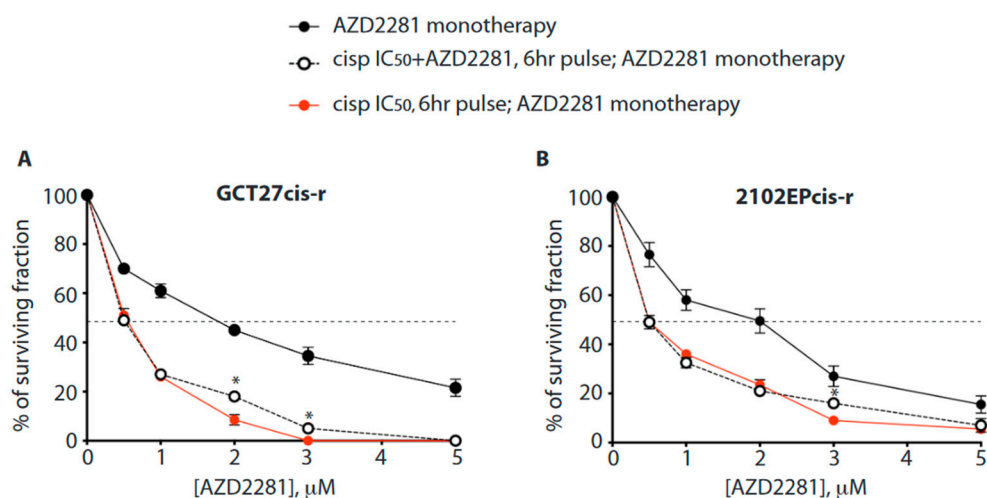 AZD2281 monotherapy
cisp IC50+AZD2281, 6hr pulse; AZD2281 monotherapy
cisp IC50, 6hr pulse; AZD2281 monotherapy
A
GCT27cis-r
% of surviving fraction
100
80
60
40
20
0
*
*
0
1
2
3
4
5
[AZD2281], μM
B
2102EPcis-r
% of surviving fraction
100
80
60
40
20
0
*
0
1
2
3
4
5
[AZD2281], μM